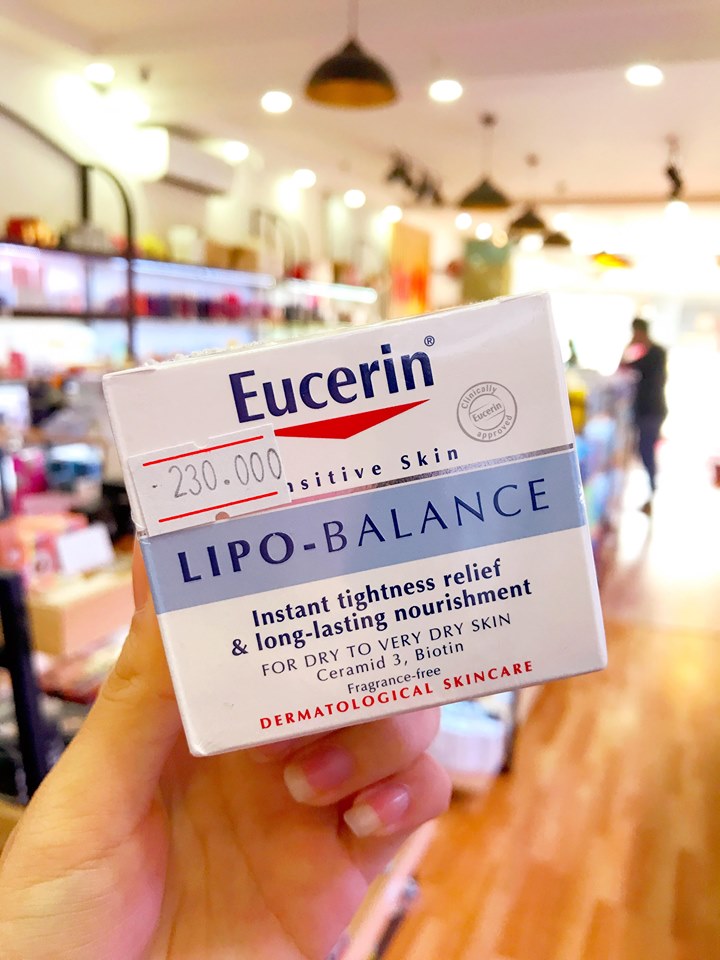 Eucerin®
Clinically
Eucerin
approved
230.000
nsitive Skin
LIPO-BALANCE
Instant tightness relief
& long-lasting nourishment
FOR DRY TO VERY DRY SKIN
Ceramid 3, Biotin
Fragrance-free
DERMATOLOGICAL SKINCARE